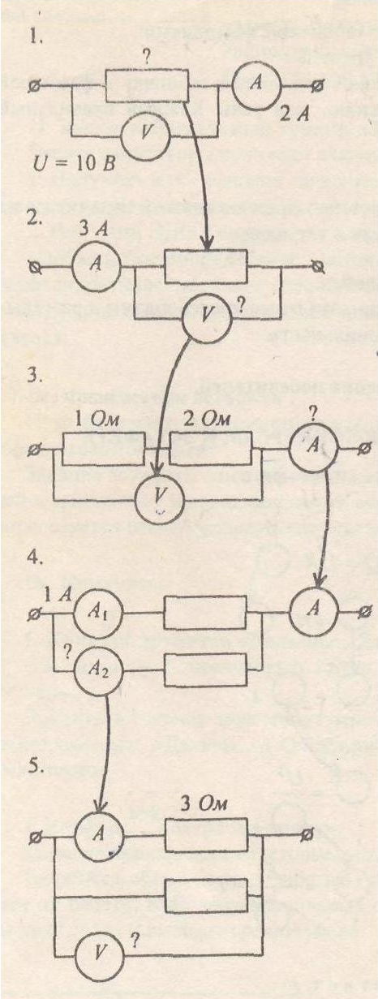 1.
?
A
2 А
V
U = 10 В
2.
3 А
A
V ?
3.
1 Ом 2 Ом ?
A
V
4.
1 А A1 A
? A2
5.
3 Ом
A
V ?